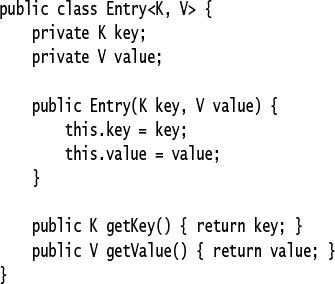 public class Entry<K, V> {
    private K key;
    private V value;

    public Entry(K key, V value) {
        this.key = key;
        this.value = value;
    }

    public K getKey() { return key; }
    public V getValue() { return value; }
}